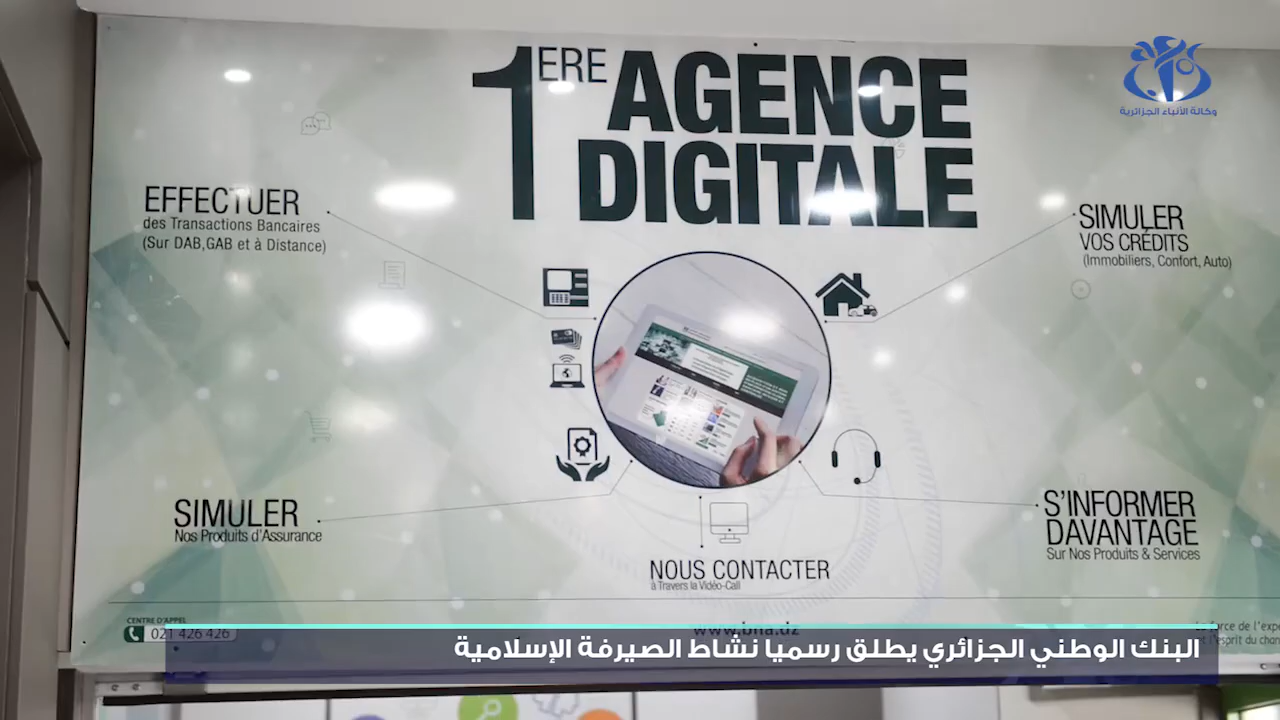 1ERE AGENCE
DIGITALE
وكالة الأنباء الجزائرية
EFFECTUER
des Transactions Bancaires
(Sur DAB,GAB et à Distance)
SIMULER
VOS CRÉDITS
(Immobiliers, Confort, Auto)
SIMULER
Nos Produits d'Assurance
S'INFORMER
DAVANTAGE
Sur Nos Produits & Services
NOUS CONTACTER
à Travers la Vidéo-Call
CENTRE D'APPEL
021 426 426
www.bna.dz
البنك الوطني الجزائري يطلق رسميا نشاط الصيرفة الإسلامية